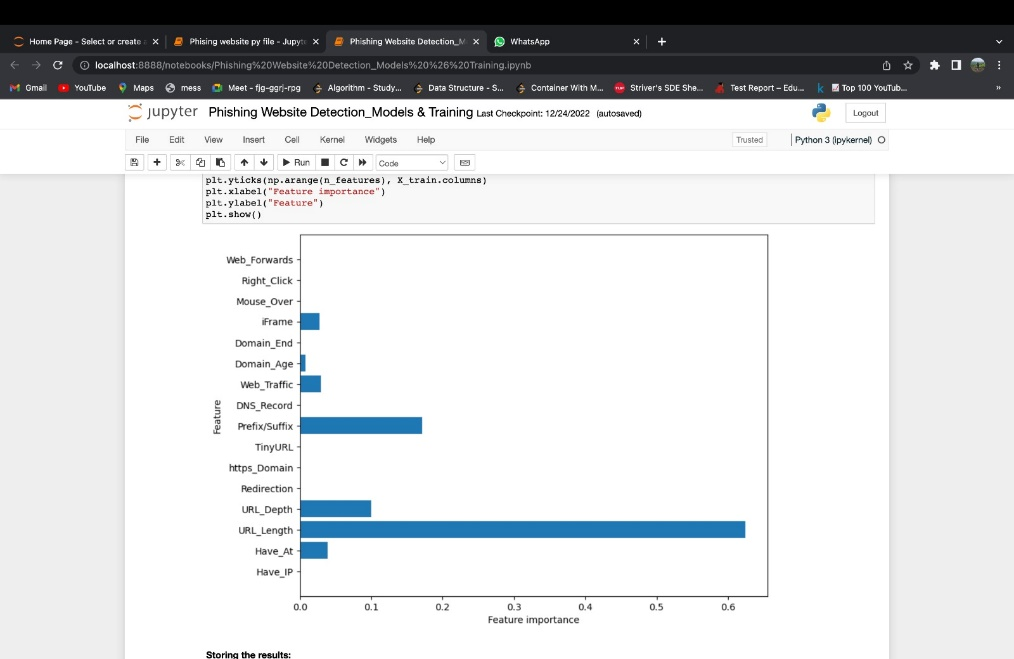 Home Page - Select or create
Phising website py file - Jupyt
Phishing Website Detection_M
WhatsApp
localhost:8888/notebooks/Phishing%20Website%20Detection_Models%20%26%20Training.ipynb
Gmail
YouTube
Maps
mess
Meet - fjg-ggrj-rpg
Algorithm - Study...
Data Structure - S...
Container With M...
Striver's SDE She...
Test Report – Edu...
Top 100 YouTub...
jupyter Phishing Website Detection_Models & Training Last Checkpoint: 12/24/2022 (autosaved)
Logout
File Edit View Insert Cell Kernel Widgets Help
Trusted
Python 3 (ipykernel)
Run
Code
plt.yticks(np.arange(n_features), X_train.columns)
plt.xlabel("Feature importance")
plt.ylabel("Feature")
plt.show()
Web_Forwards
Right_Click
Mouse_Over
iFrame
Domain_End
Domain_Age
Web_Traffic
DNS_Record
Feature
Prefix/Suffix
TinyURL
https_Domain
Redirection
URL_Depth
URL_Length
Have_At
Have_IP
0.0 0.1 0.2 0.3 0.4 0.5 0.6
Feature importance
Storing the results: